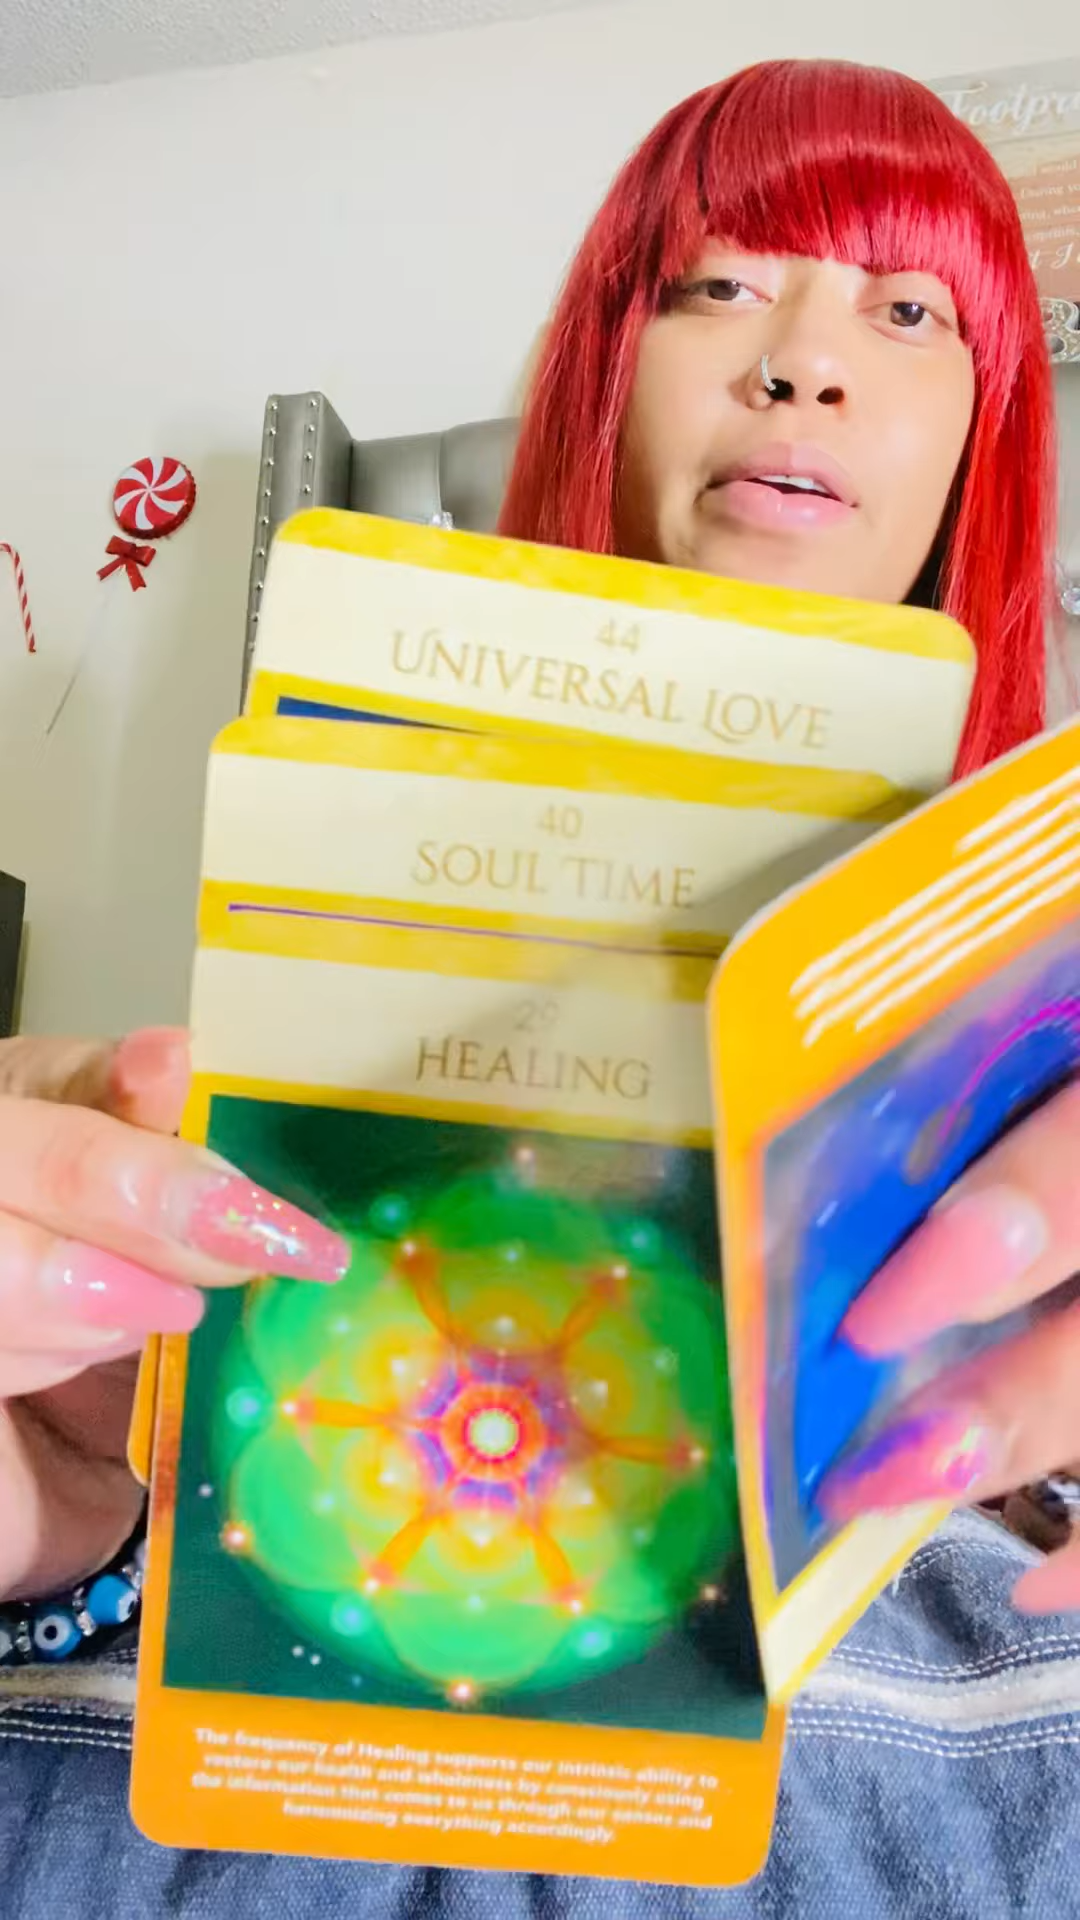 44
UNIVERSAL LOVE
40
SOUL TIME
29
HEALING
The frequency of Healing supports our intrinsic ability to
restore our health and wholeness by consciously using
the information that comes to us through our senses and
harmonizing everything accordingly.